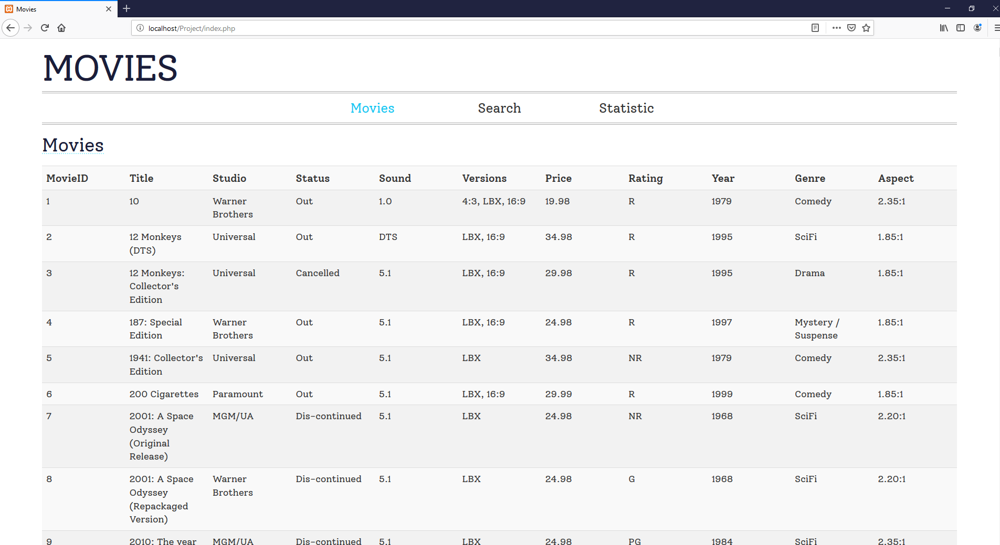 Movies
localhost/Project/index.php
MOVIES
Movies Search Statistic
Movies
MovieID Title Studio Status Sound Versions Price Rating Year Genre Aspect
1 10 Warner Out 1.0 4:3, LBX, 16:9 19.98 R 1979 Comedy 2.35:1
Brothers
2 12 Monkeys Universal Out DTS LBX, 16:9 34.98 R 1995 SciFi 1.85:1
(DTS)
3 12 Monkeys: Universal Cancelled 5.1 LBX, 16:9 29.98 R 1995 Drama 1.85:1
Collector's
Edition
4 187: Special Warner Out 5.1 LBX, 16:9 24.98 R 1997 Mystery / 1.85:1
Edition Brothers Suspense
5 1941: Collector's Universal Out 5.1 LBX 34.98 NR 1979 Comedy 2.35:1
Edition
6 200 Cigarettes Paramount Out 5.1 LBX, 16:9 29.99 R 1999 Comedy 1.85:1
7 2001: A Space MGM/UA Dis-continued 5.1 LBX 24.98 NR 1968 SciFi 2.20:1
Odyssey
(Original
Release)
8 2001: A Space Warner Dis-continued 5.1 LBX 24.98 G 1968 SciFi 2.20:1
Odyssey Brothers
(Repackaged
Version)
9 2010: The year MGM/UA Dis-continued 5.1 LBX 24.98 PG 1984 SciFi 2.35:1